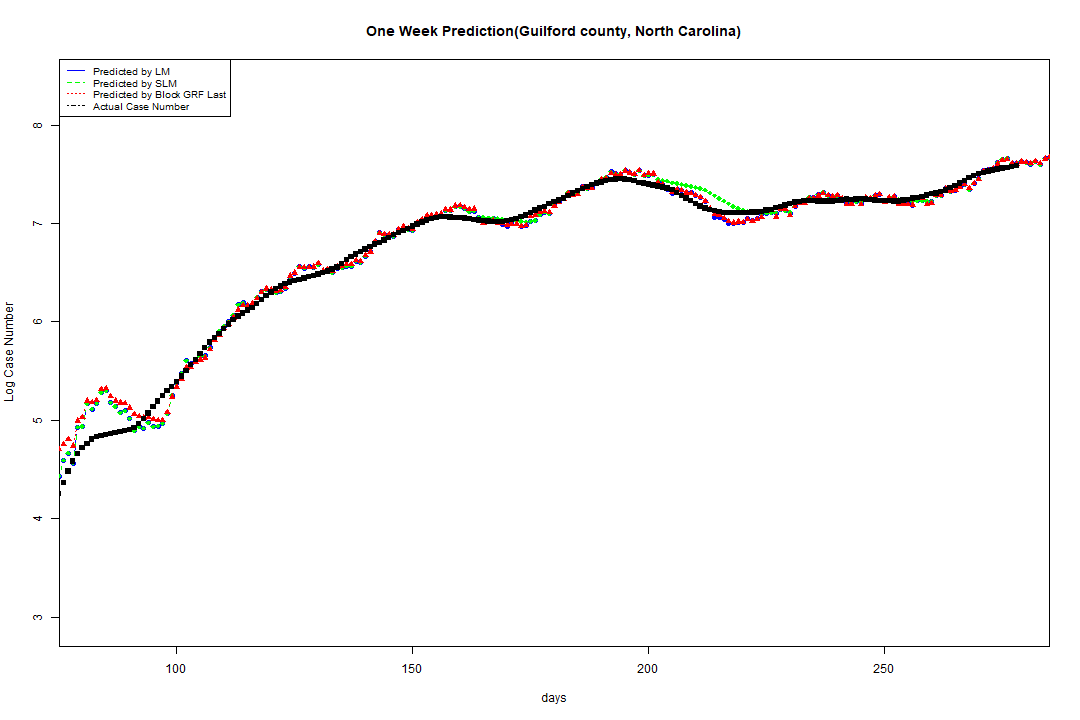 One Week Prediction(Guilford county, North Carolina)
Predicted by LM
Predicted by SLM
Predicted by Block GRF Last
Actual Case Number
8
7
6
5
4
3
Log Case Number
100
150
200
250
days